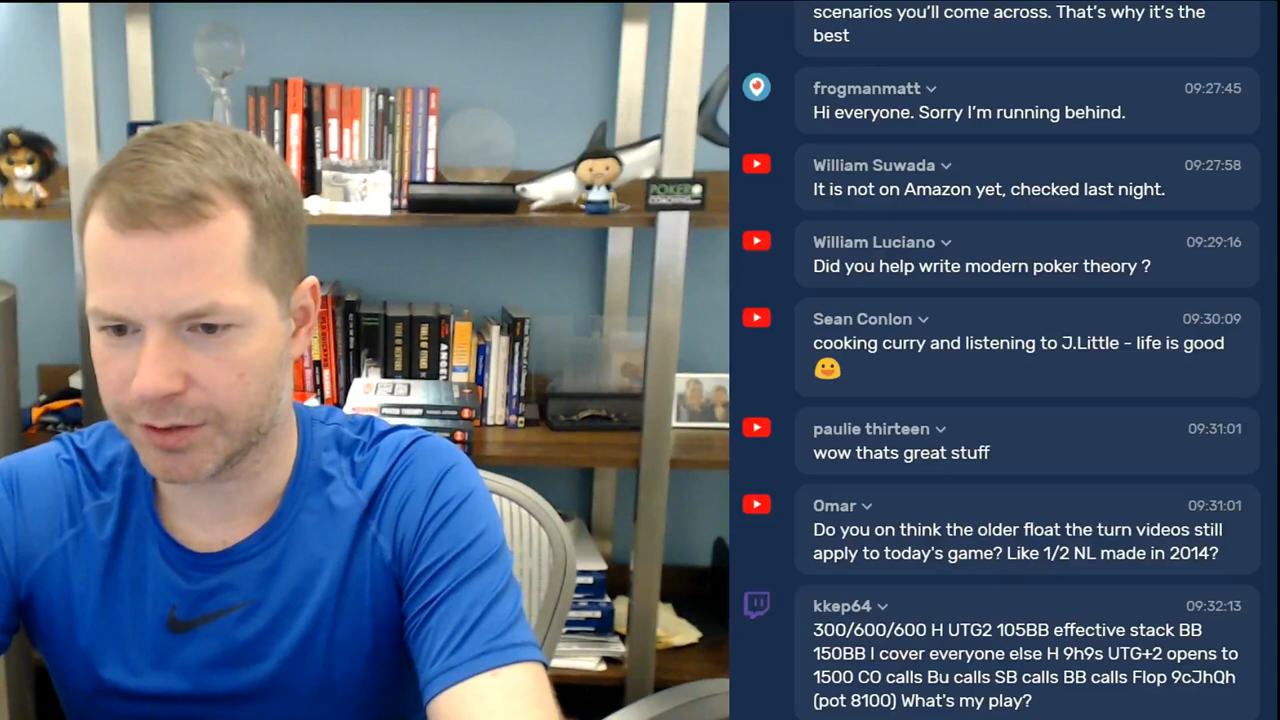 scenarios you'll come across. That's why it's the
best
frogmanmatt
09:27:45
Hi everyone. Sorry I'm running behind.
William Suwada
09:27:58
It is not on Amazon yet, checked last night.
William Luciano
09:29:16
Did you help write modern poker theory ?
Sean Conlon
09:30:09
cooking curry and listening to J.Little - life is good
paulie thirteen
09:31:01
wow thats great stuff
Omar
09:31:01
Do you on think the older float the turn videos still
apply to today's game? Like 1/2 NL made in 2014?
kkep64
09:32:13
300/600/600 H UTG2 105BB effective stack BB
150BB I cover everyone else H 9h9s UTG+2 opens to
1500 CO calls Bu calls SB calls BB calls Flop 9cJhQh
(pot 8100) What's my play?
POKER
COACHING